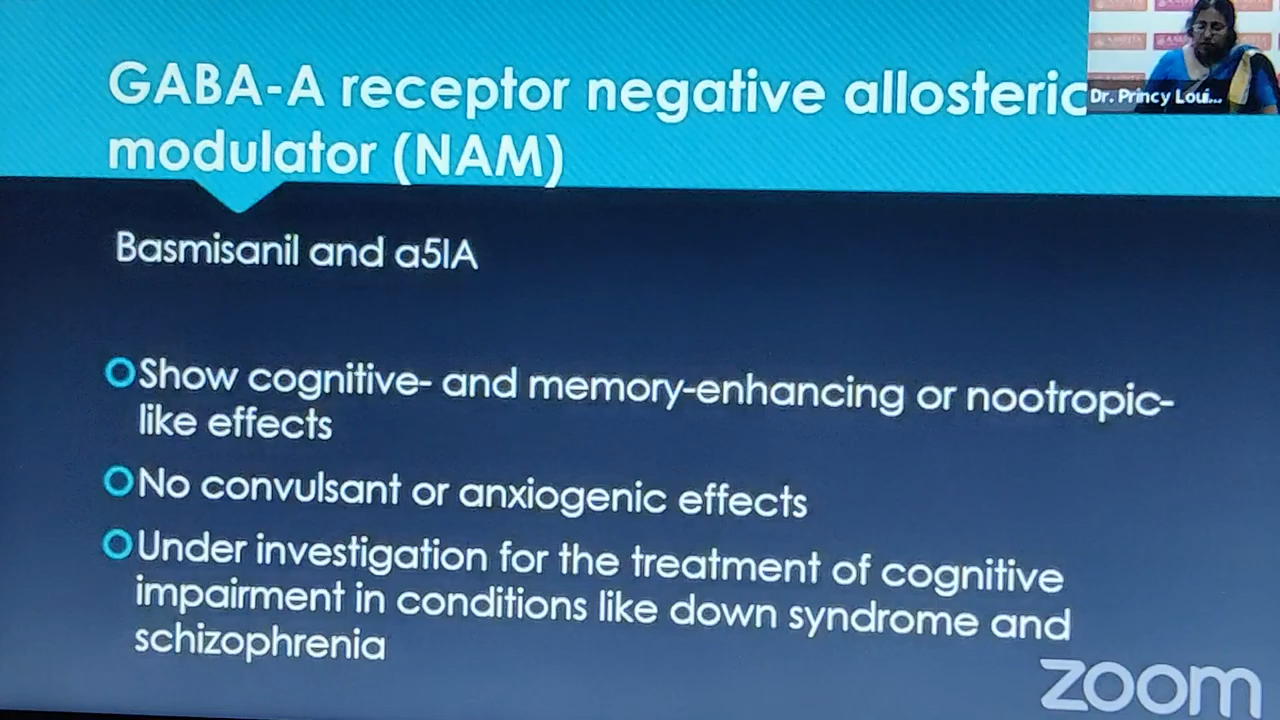 GABA-A receptor negative allosteric
modulator (NAM)
Dr. Princy Loui...
Basmisanil and a5IA
Show cognitive- and memory-enhancing or nootropic-
like effects
No convulsant or anxiogenic effects
Under investigation for the treatment of cognitive
impairment in conditions like down syndrome and
schizophrenia
zoom